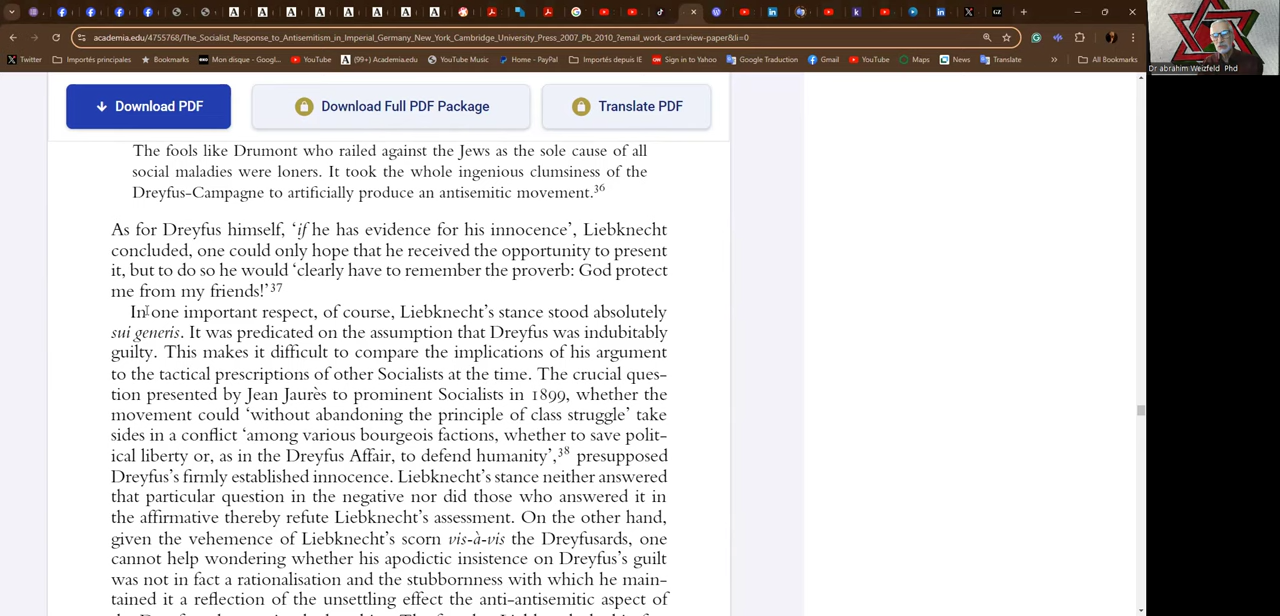 academia.edu/4755768/The_Socialist_Response_to_Antisemitism_in_Imperial_Germany_New_York_Cambridge_University_Press_2007_Pb_2010_?email_work_card=view-paper&li=0
Twitter Importés principales Bookmarks Mon disque - Googl... YouTube (99+) Academia.edu YouTube Music Home - PayPal Importés depuis IE Sign in to Yahoo Google Traduction Gmail YouTube Maps News Translate » All Bookmarks
Dr abrahim Weizfeld Phd
Download PDF Download Full PDF Package Translate PDF
The fools like Drumont who railed against the Jews as the sole cause of all
social maladies were loners. It took the whole ingenious clumsiness of the
Dreyfus-Campagne to artificially produce an antisemitic movement.36
As for Dreyfus himself, ‘if he has evidence for his innocence’, Liebknecht
concluded, one could only hope that he received the opportunity to present
it, but to do so he would ‘clearly have to remember the proverb: God protect
me from my friends!’37
In one important respect, of course, Liebknecht’s stance stood absolutely
sui generis. It was predicated on the assumption that Dreyfus was indubitably
guilty. This makes it difficult to compare the implications of his argument
to the tactical prescriptions of other Socialists at the time. The crucial ques-
tion presented by Jean Jaurès to prominent Socialists in 1899, whether the
movement could ‘without abandoning the principle of class struggle’ take
sides in a conflict ‘among various bourgeois factions, whether to save polit-
ical liberty or, as in the Dreyfus Affair, to defend humanity’,38 presupposed
Dreyfus’s firmly established innocence. Liebknecht’s stance neither answered
that particular question in the negative nor did those who answered it in
the affirmative thereby refute Liebknecht’s assessment. On the other hand,
given the vehemence of Liebknecht’s scorn vis-à-vis the Dreyfusards, one
cannot help wondering whether his apodictic insistence on Dreyfus’s guilt
was not in fact a rationalisation and the stubbornness with which he main-
tained it a reflection of the unsettling effect the anti-antisemitic aspect of